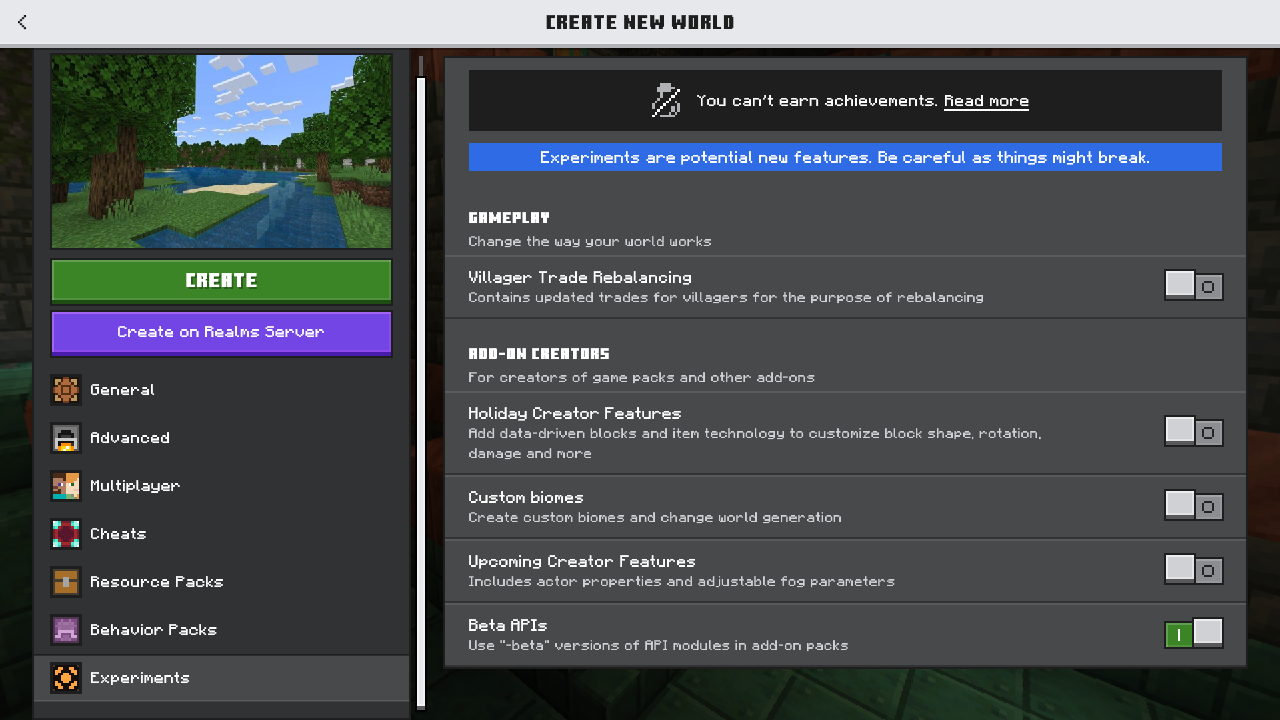 CREATE NEW WORLD
CREATE
Create on Realms Server
General
Advanced
Multiplayer
Cheats
Resource Packs
Behavior Packs
Experiments
You can't earn achievements. Read more
Experiments are potential new features. Be careful as things might break.
GAMEPLAY
Change the way your world works
Villager Trade Rebalancing
Contains updated trades for villagers for the purpose of rebalancing
ADD-ON CREATORS
For creators of game packs and other add-ons
Holiday Creator Features
Add data-driven blocks and item technology to customize block shape, rotation,
damage and more
Custom biomes
Create custom biomes and change world generation
Upcoming Creator Features
Includes actor properties and adjustable fog parameters
Beta APIs
Use "-beta" versions of API modules in add-on packs